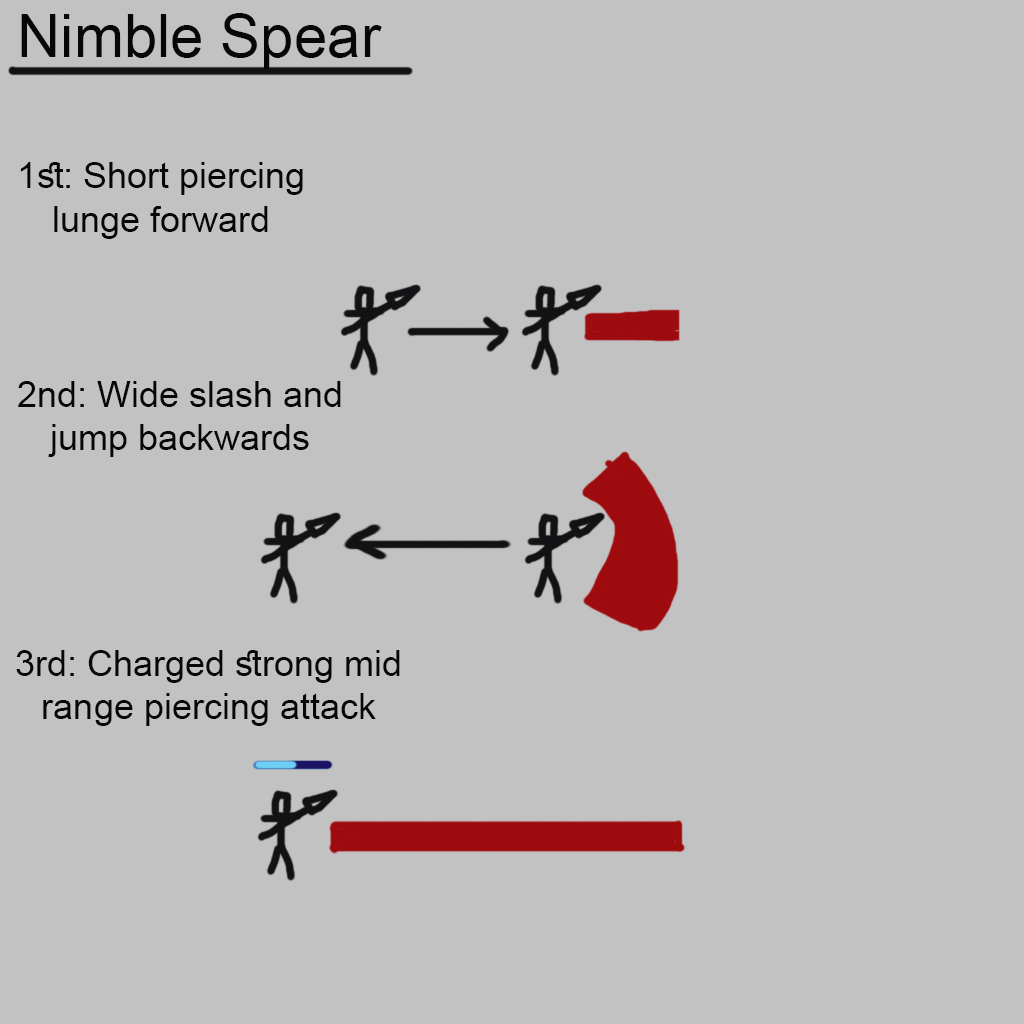 Nimble Spear
1st: Short piercing
lunge forward
2nd: Wide slash and
jump backwards
3rd: Charged strong mid
range piercing attack